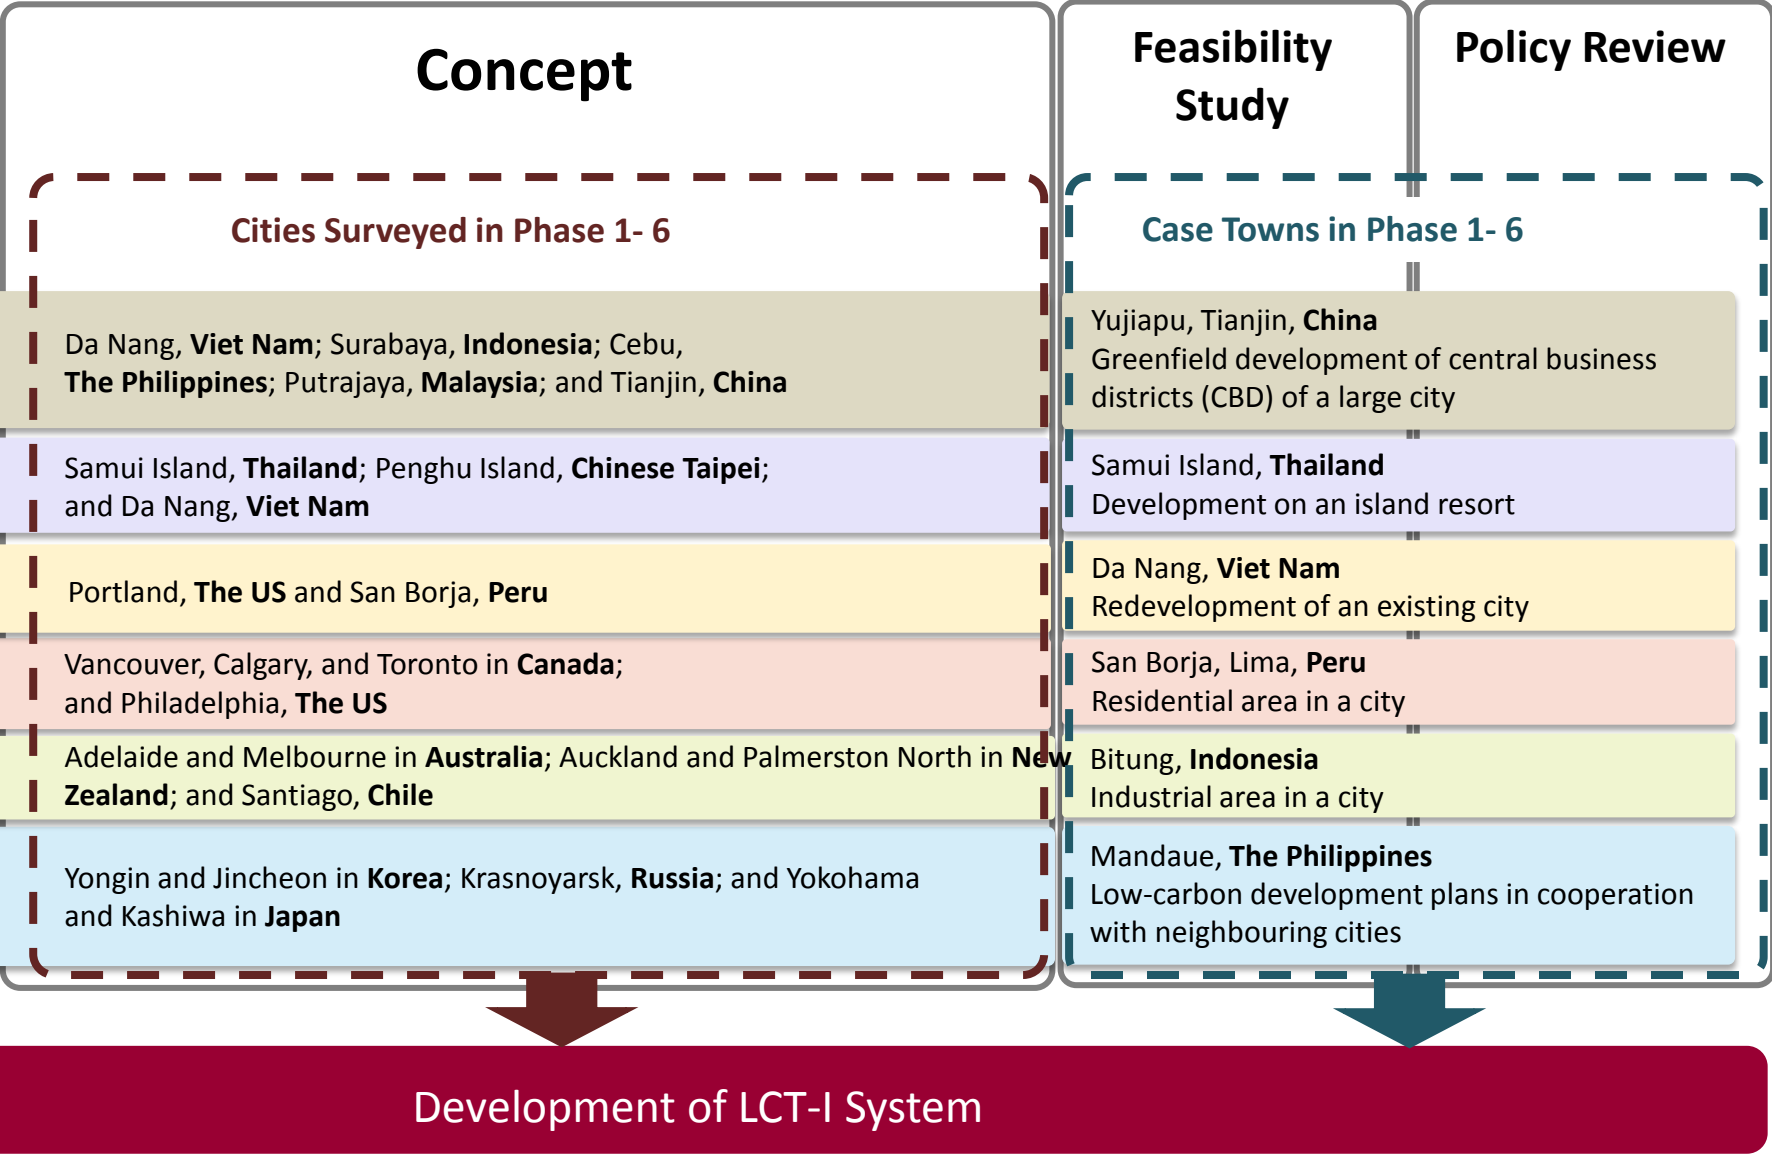 Concept
Feasibility
Study
Policy Review
Cities Surveyed in Phase 1- 6
Case Towns in Phase 1- 6
Da Nang, Viet Nam; Surabaya, Indonesia; Cebu,
The Philippines; Putrajaya, Malaysia; and Tianjin, China
Yujiapu, Tianjin, China
Greenfield development of central business
districts (CBD) of a large city
Samui Island, Thailand; Penghu Island, Chinese Taipei;
and Da Nang, Viet Nam
Samui Island, Thailand
Development on an island resort
Portland, The US and San Borja, Peru
Da Nang, Viet Nam
Redevelopment of an existing city
Vancouver, Calgary, and Toronto in Canada;
and Philadelphia, The US
San Borja, Lima, Peru
Residential area in a city
Adelaide and Melbourne in Australia; Auckland and Palmerston North in New
Zealand; and Santiago, Chile
Bitung, Indonesia
Industrial area in a city
Yongin and Jincheon in Korea; Krasnoyarsk, Russia; and Yokohama
and Kashiwa in Japan
Mandaue, The Philippines
Low-carbon development plans in cooperation
with neighbouring cities
Development of LCT-I System